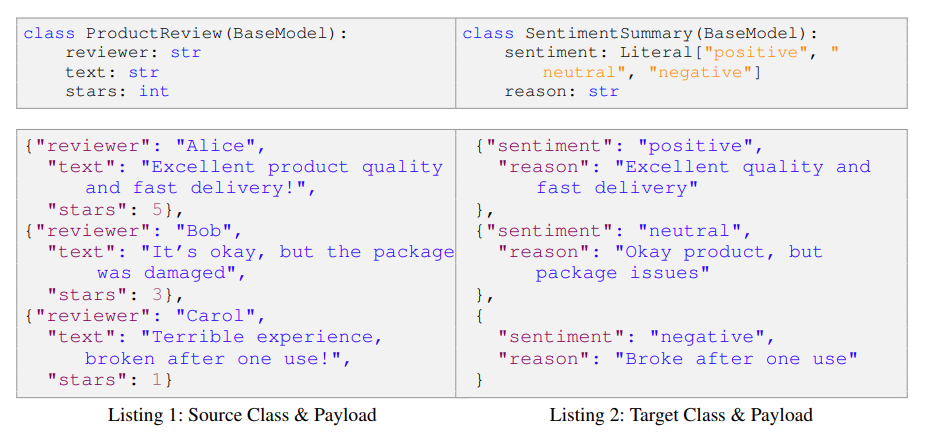 class ProductReview(BaseModel):
    reviewer: str
    text: str
    stars: int
class SentimentSummary(BaseModel):
    sentiment: Literal["positive", "
        neutral", "negative"]
    reason: str
{"reviewer": "Alice",
  "text": "Excellent product quality
     and fast delivery!",
  "stars": 5},
{"reviewer": "Bob",
  "text": "It’s okay, but the package
      was damaged",
  "stars": 3},
{"reviewer": "Carol",
  "text": "Terrible experience,
     broken after one use!",
  "stars": 1}
Listing 1: Source Class & Payload
{"sentiment": "positive",
  "reason": "Excellent quality and
     fast delivery"
},
{"sentiment": "neutral",
  "reason": "Okay product, but
     package issues"
},
{
  "sentiment": "negative",
  "reason": "Broke after one use"
}
Listing 2: Target Class & Payload